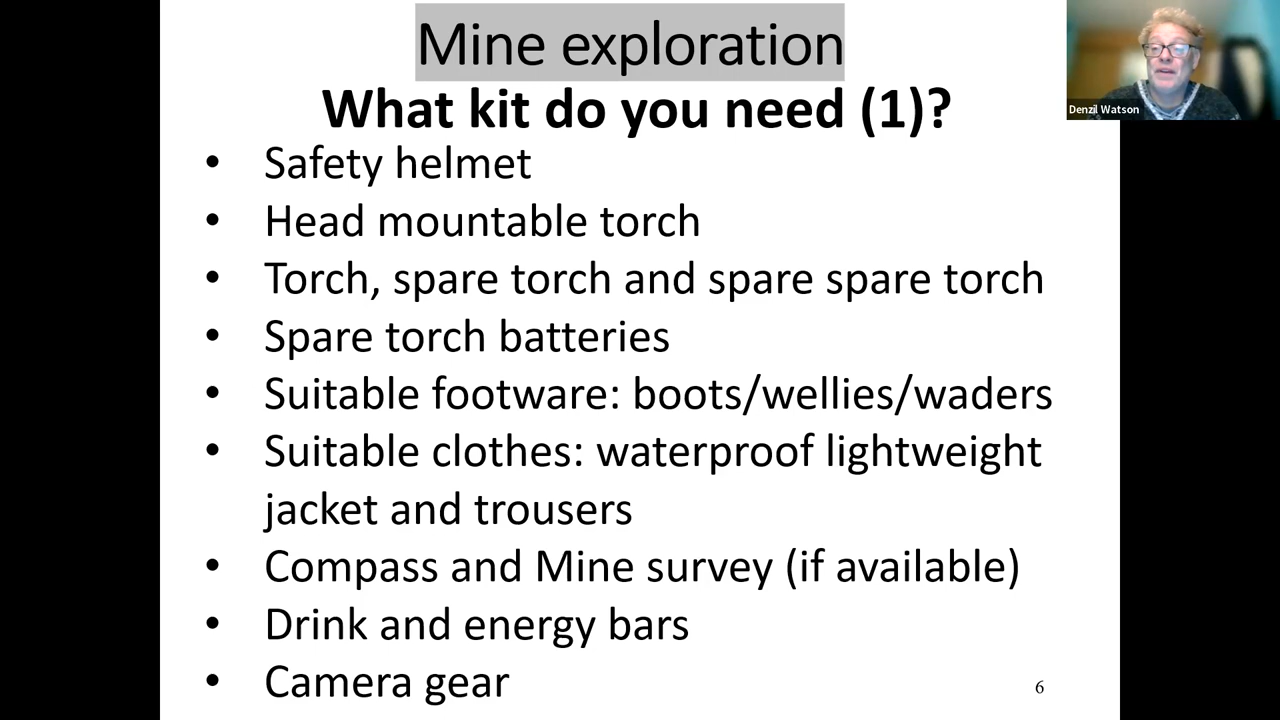 Mine exploration
What kit do you need (1)?
• Safety helmet
• Head mountable torch
• Torch, spare torch and spare spare torch
• Spare torch batteries
• Suitable footware: boots/wellies/waders
• Suitable clothes: waterproof lightweight
jacket and trousers
• Compass and Mine survey (if available)
• Drink and energy bars
• Camera gear
6
Denzil Watson